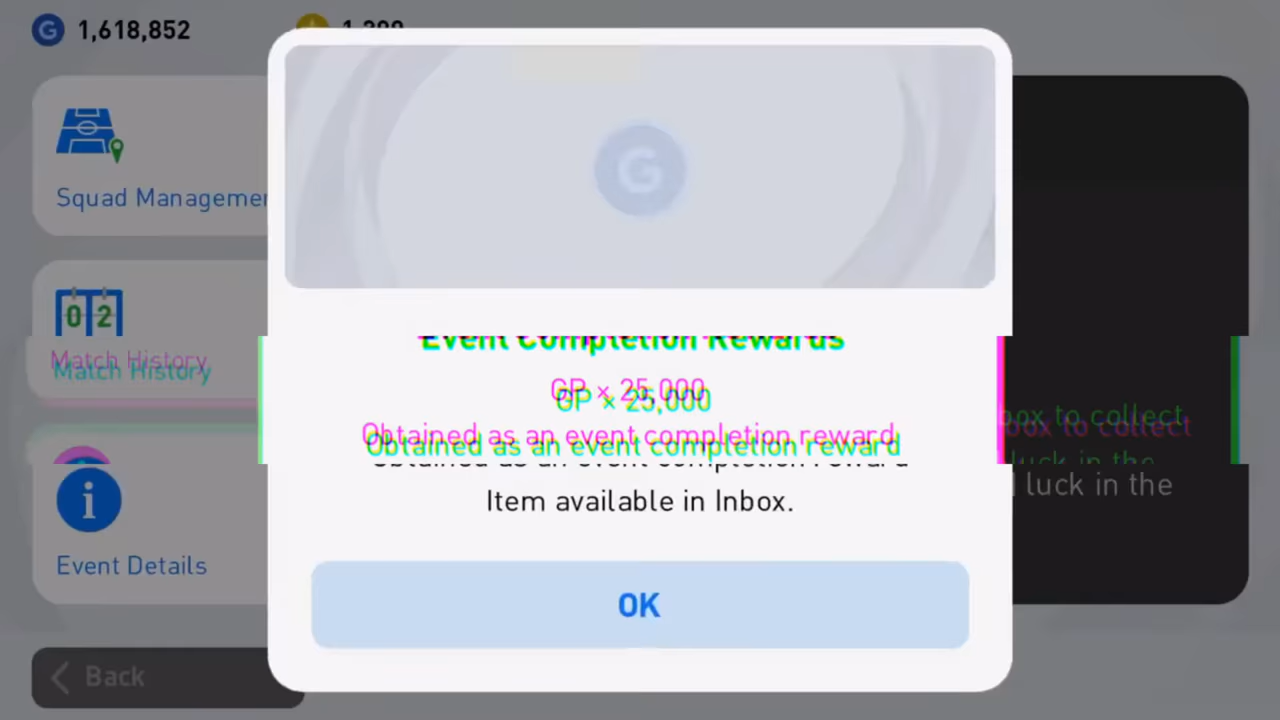 G 1,618,852
Squad Managemen
02
Match History
Event Details
Back
G
Event Completion Rewards
GP × 25,000
Obtained as an event completion reward
Item available in Inbox.
OK
box to collect
luck in the